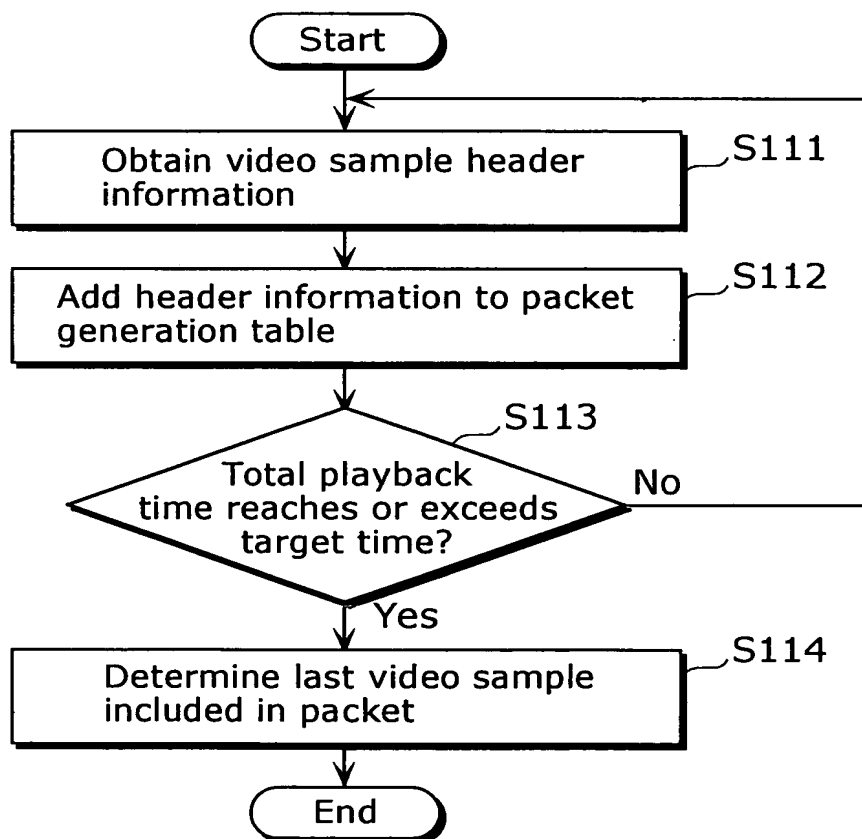 Start
Obtain video sample header
information
S111
Add header information to packet
generation table
S112
S113
Total playback
time reaches or exceeds
target time?
No
Yes
Determine last video sample
included in packet
S114
End